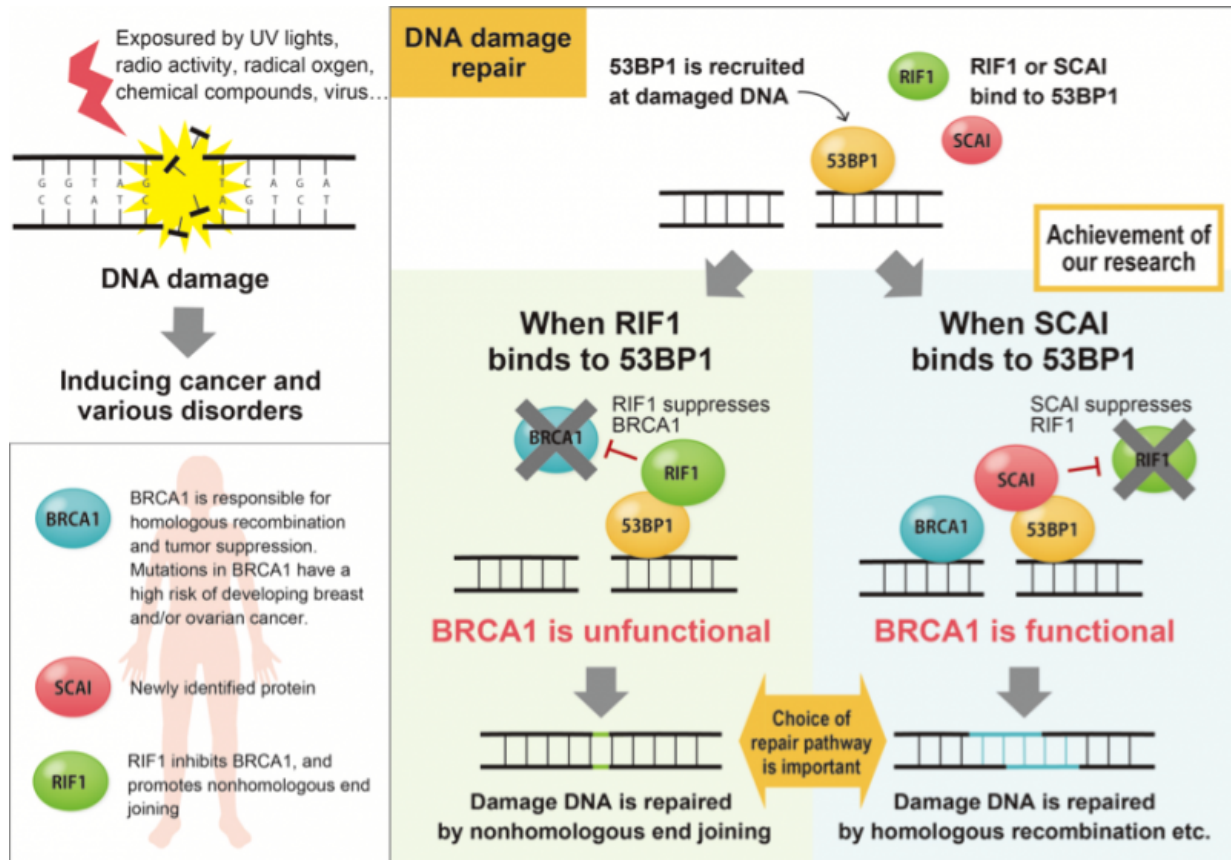 Exposured by UV lights,
radio activity, radical oxgen,
chemical compounds, virus…
G G T A G T C A G A
C C A T C A G T C T
DNA damage
Inducing cancer and
various disorders
BRCA1
BRCA1 is responsible for
homologous recombination
and tumor suppression.
Mutations in BRCA1 have a
high risk of developing breast
and/or ovarian cancer.
SCAI
Newly identified protein
RIF1
RIF1 inhibits BRCA1, and
promotes nonhomologous end
joining
DNA damage
repair
53BP1 is recruited
at damaged DNA
RIF1
RIF1 or SCAI
bind to 53BP1
SCAI
53BP1
Achievement of
our research
When RIF1
binds to 53BP1
RIF1 suppresses
BRCA1
BRCA1
RIF1
53BP1
BRCA1 is unfunctional
Damage DNA is repaired
by nonhomologous end joining
Choice of
repair pathway
is important
When SCAI
binds to 53BP1
SCAI suppresses
RIF1
RIF1
SCAI
BRCA1
53BP1
BRCA1 is functional
Damage DNA is repaired
by homologous recombination etc.